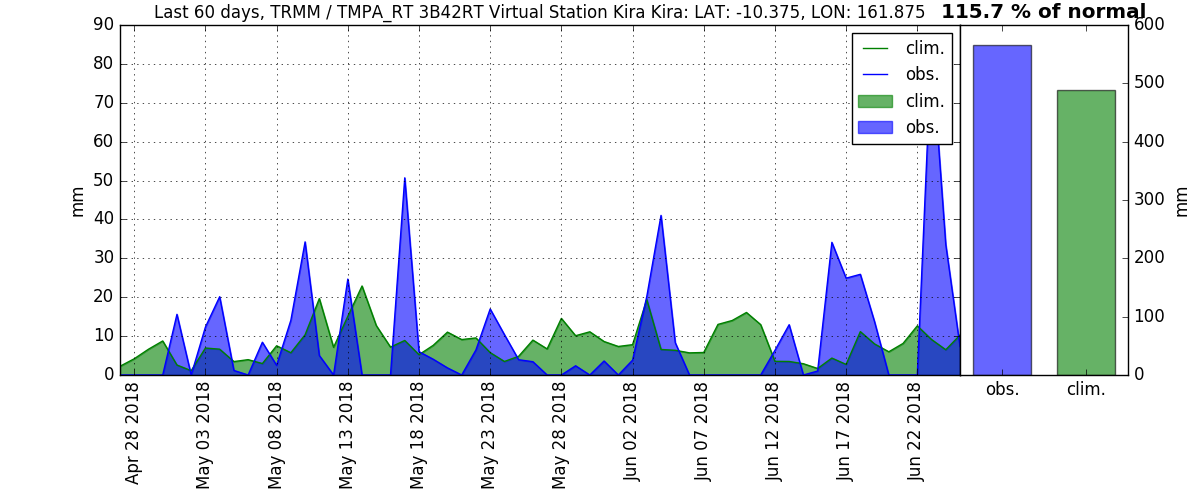 Last 60 days, TRMM / TMPA_RT 3B42RT Virtual Station Kira Kira: LAT: -10.375, LON: 161.875
115.7 % of normal
90
80
70
60
50
40
30
20
10
0
mm
clim.
obs.
clim.
obs.
600
500
400
300
200
100
0
mm
obs.
clim.
Apr 28 2018
May 03 2018
May 08 2018
May 13 2018
May 18 2018
May 23 2018
May 28 2018
Jun 02 2018
Jun 07 2018
Jun 12 2018
Jun 17 2018
Jun 22 2018